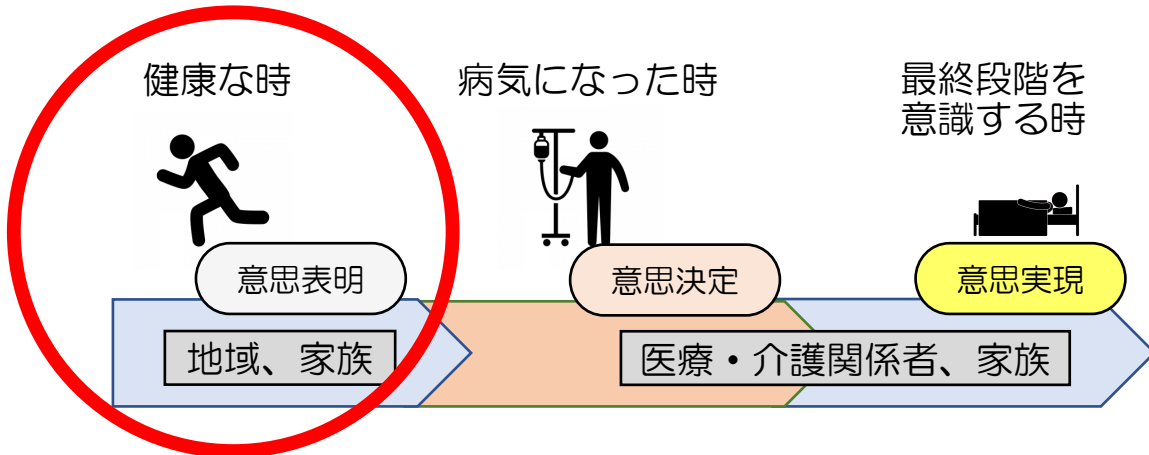 健康な時
病気になった時
最終段階を
意識する時
意思表明
意思決定
意思実現
地域、家族
医療・介護関係者、家族